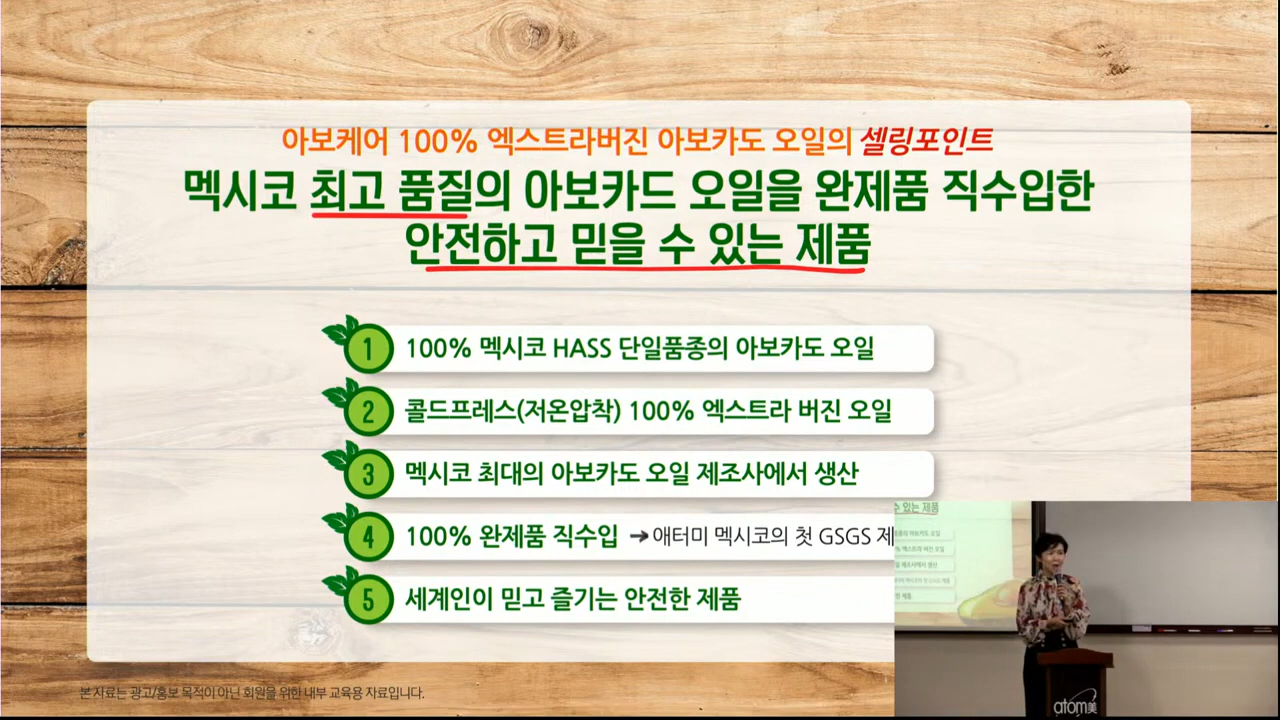 아보케어 100% 엑스트라버진 아보카도 오일의 셀링포인트
멕시코 최고 품질의 아보카드 오일을 완제품 직수입한
안전하고 믿을 수 있는 제품
1 100% 멕시코 HASS 단일품종의 아보카도 오일
2 콜드프레스(저온압착) 100% 엑스트라 버진 오일
3 멕시코 최대의 아보카도 오일 제조사에서 생산
4 100% 완제품 직수입 →애터미 멕시코의 첫 GSGS 제
5 세계인이 믿고 즐기는 안전한 제품
본 자료는 광고/홍보 목적이 아닌 회원을 위한 내부 교육용 자료입니다.
수 있는 제품
atom美